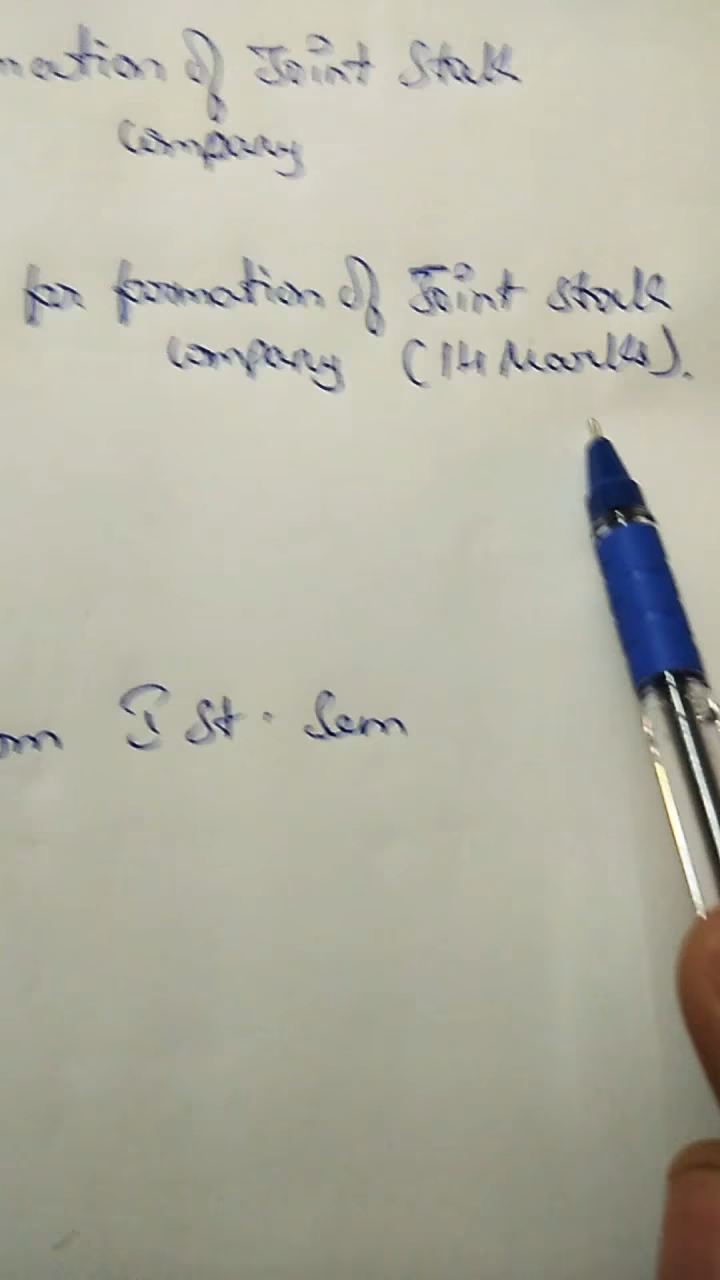 mation of Joint Stock
company
for formation of Joint Stock
company (14 Marks).
om I st. Sem